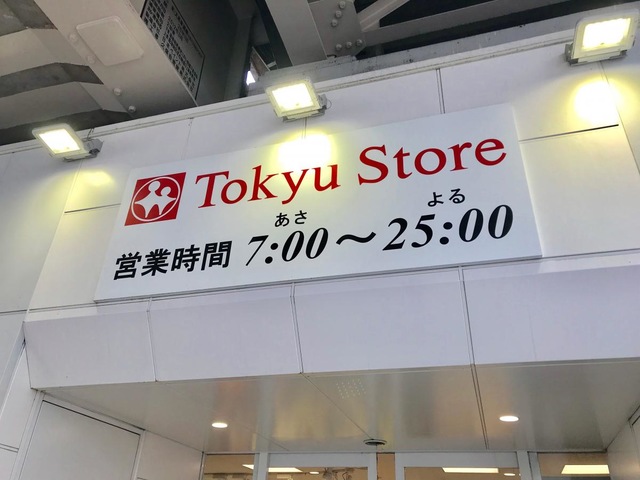 Tokyu Store
あさ よる
営業時間 7:00～25:00